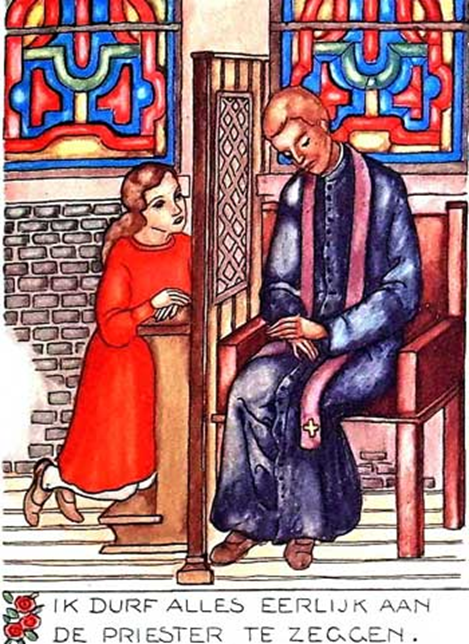 IK DURF ALLES EERLIJK AAN
DE PRIESTER TE ZEGGEN.